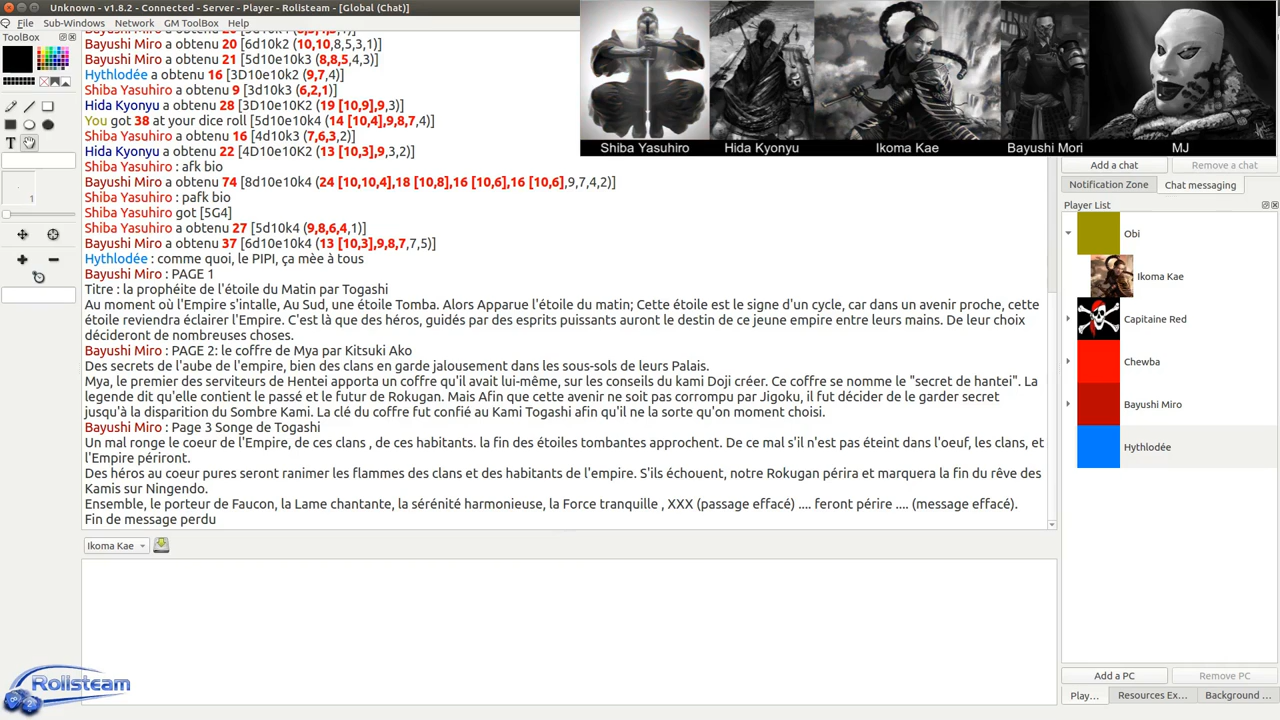 Unknown - v1.8.2 - Connected - Server - Player - Rolisteam - [Global (Chat)]
File Sub-Windows Network GM ToolBox Help
ToolBox
Bayushi Miro a obtenu 20 [6d10k2 (10,10,8,5,3,1)]
Bayushi Miro a obtenu 21 [5d10k3 (8,8,5,4,3)]
Hythlodée a obtenu 16 [3D10e10k2 (9,7,4)]
Shiba Yasuhiro a obtenu 9 [3d10k3 (6,2,1)]
Hida Kyonyu a obtenu 28 [3D10e10K2 (19 [10,9],9,3)]
You got 38 at your dice roll [5d10e10k4 (14 [10,4],9,8,7,4)]
Shiba Yasuhiro a obtenu 16 [4d10k3 (7,6,3,2)]
Hida Kyonyu a obtenu 22 [4D10e10K2 (13 [10,3],9,3,2)]
Shiba Yasuhiro : afk bio
Bayushi Miro a obtenu 74 [8d10e10k4 (24 [10,10,4],18 [10,8],16 [10,6],16 [10,6],9,7,4,2)]
Shiba Yasuhiro : pafk bio
Shiba Yasuhiro got [5G4]
Shiba Yasuhiro a obtenu 27 [5d10k4 (9,8,6,4,1)]
Bayushi Miro a obtenu 37 [6d10e10k4 (13 [10,3],9,8,7,7,5)]
Hythlodée : comme quoi, le PIPI, ça mèe à tous
Bayushi Miro : PAGE 1
Titre : la prophéite de l'étoile du Matin par Togashi
Au moment où l'Empire s'intalle, Au Sud, une étoile Tomba. Alors Apparue l'étoile du matin; Cette étoile est le signe d'un cycle, car dans un avenir proche, cette
étoile reviendra éclairer l'Empire. C'est là que des héros, guidés par des esprits puissants auront le destin de ce jeune empire entre leurs mains. De leur choix
décideront de nombreuses choses.
Bayushi Miro : PAGE 2: le coffre de Mya par Kitsuki Ako
Des secrets de l'aube de l'empire, bien des clans en garde jalousement dans les sous-sols de leurs Palais.
Mya, le premier des serviteurs de Hentei apporta un coffre qu'il avait lui-même, sur les conseils du kami Doji créer. Ce coffre se nomme le "secret de hantei". La
legende dit qu'elle contient le passé et le futur de Rokugan. Mais Afin que cette avenir ne soit pas corrompu par Jigoku, il fut décider de le garder secret
jusqu'à la disparition du Sombre Kami. La clé du coffre fut confié au Kami Togashi afin qu'il ne la sorte qu'on moment choisi.
Bayushi Miro : Page 3 Songe de Togashi
Un mal ronge le coeur de l'Empire, de ces clans , de ces habitants. la fin des étoiles tombantes approchent. De ce mal s'il n'est pas éteint dans l'oeuf, les clans, et
l'Empire périront.
Des héros au coeur pures seront ranimer les flammes des clans et des habitants de l'empire. S'ils échouent, notre Rokugan périra et marquera la fin du rêve des
Kamis sur Ningendo.
Ensemble, le porteur de Faucon, la Lame chantante, la sérénité harmonieuse, la Force tranquille , XXX (passage effacé) .... feront périre .... (message effacé).
Fin de message perdu
Ikoma Kae
T
1
Rolisteam
Shiba Yasuhiro Hida Kyonyu Ikoma Kae Bayushi Mori MJ
Add a chat Remove a chat
Notification Zone Chat messaging
Player List
Obi
Ikoma Kae
Capitaine Red
Chewba
Bayushi Miro
Hythlodée
Add a PC Remove PC
Play... Resources Ex... Background ...